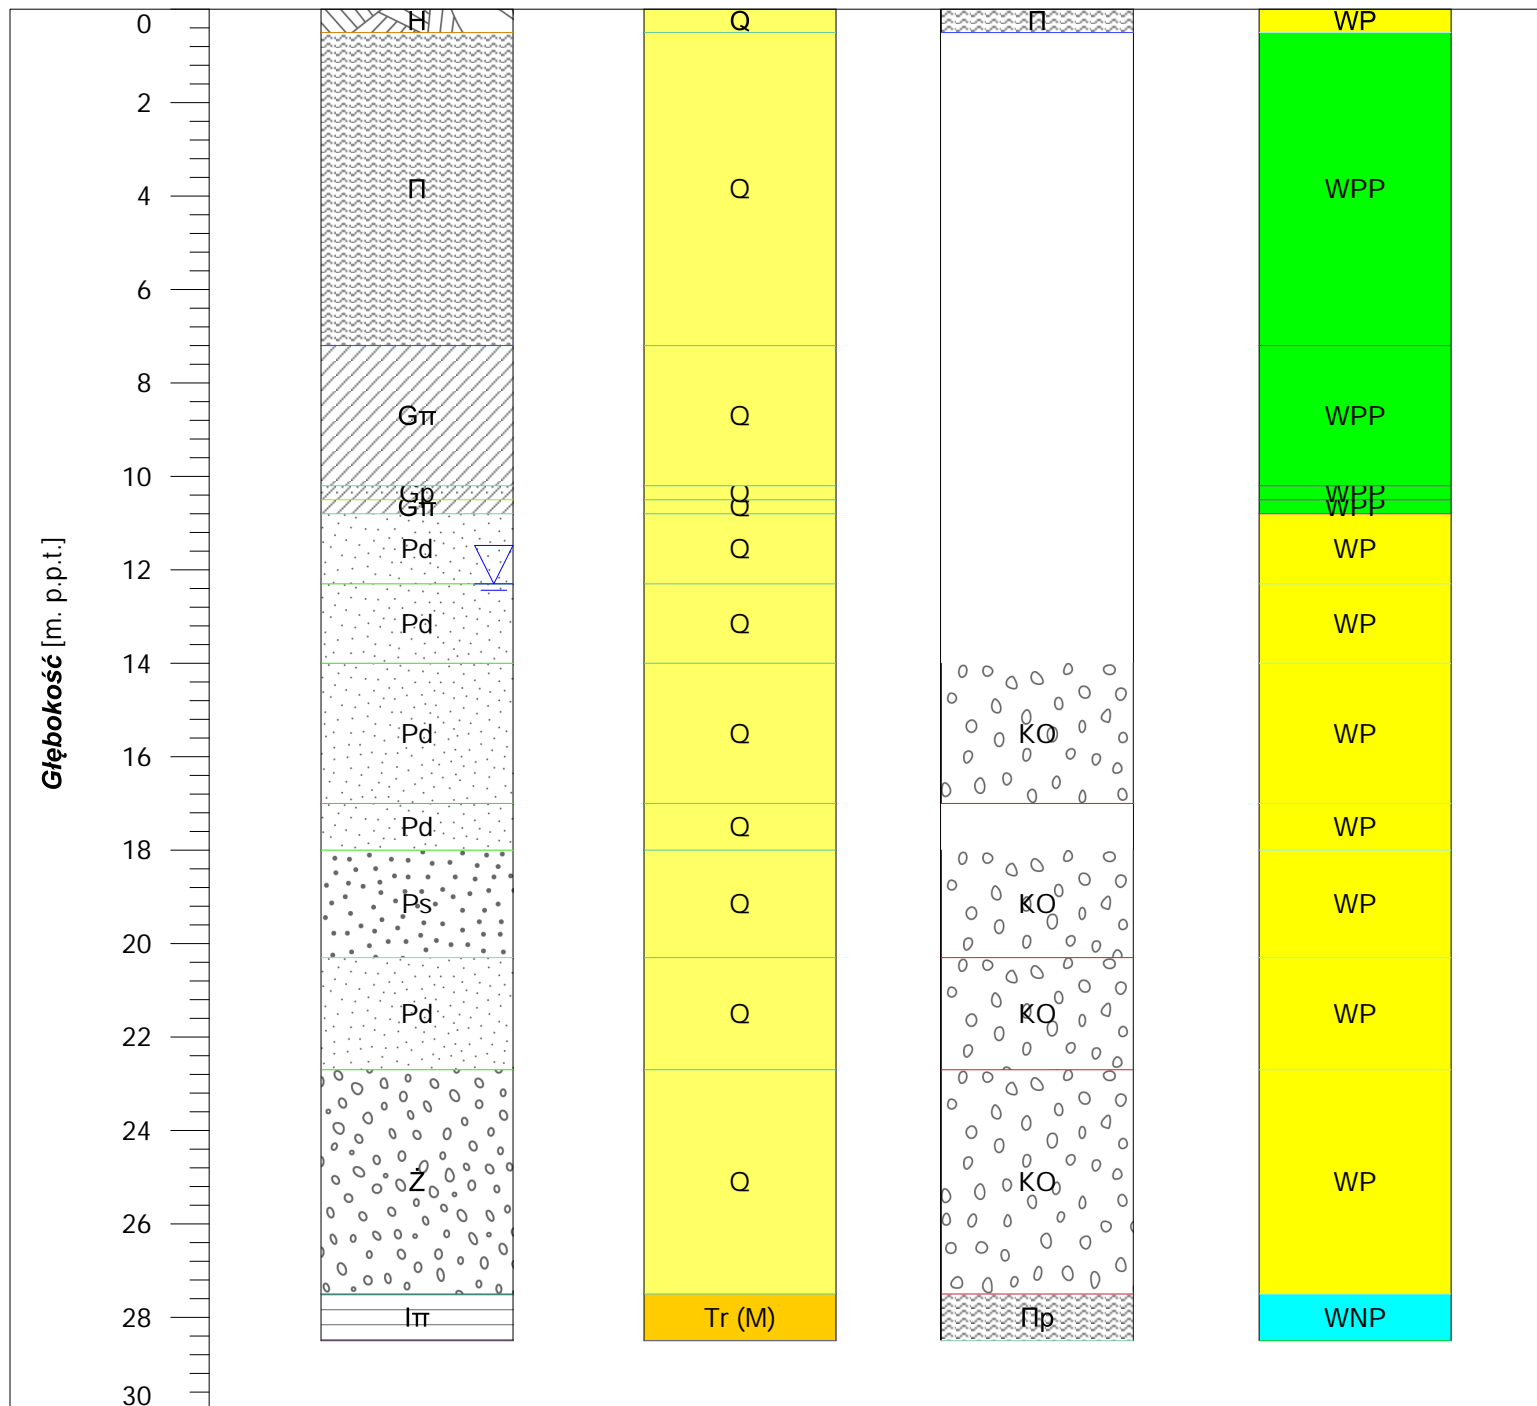 0 H Q П WP
2
4 П Q WPP
6
8
Gπ Q WPP
10
Gp Q WPP
Gπ Q WPP
Pd Q WP
12
Pd Q WP
14
Pd Q KO WP
16
Pd Q WP
18
Ps Q KO WP
20
Pd Q KO WP
22
24
Ż Q KO WP
26
28 Iπ Tr (M) Пp WNP
30
Głębokość [m. p.p.t.]